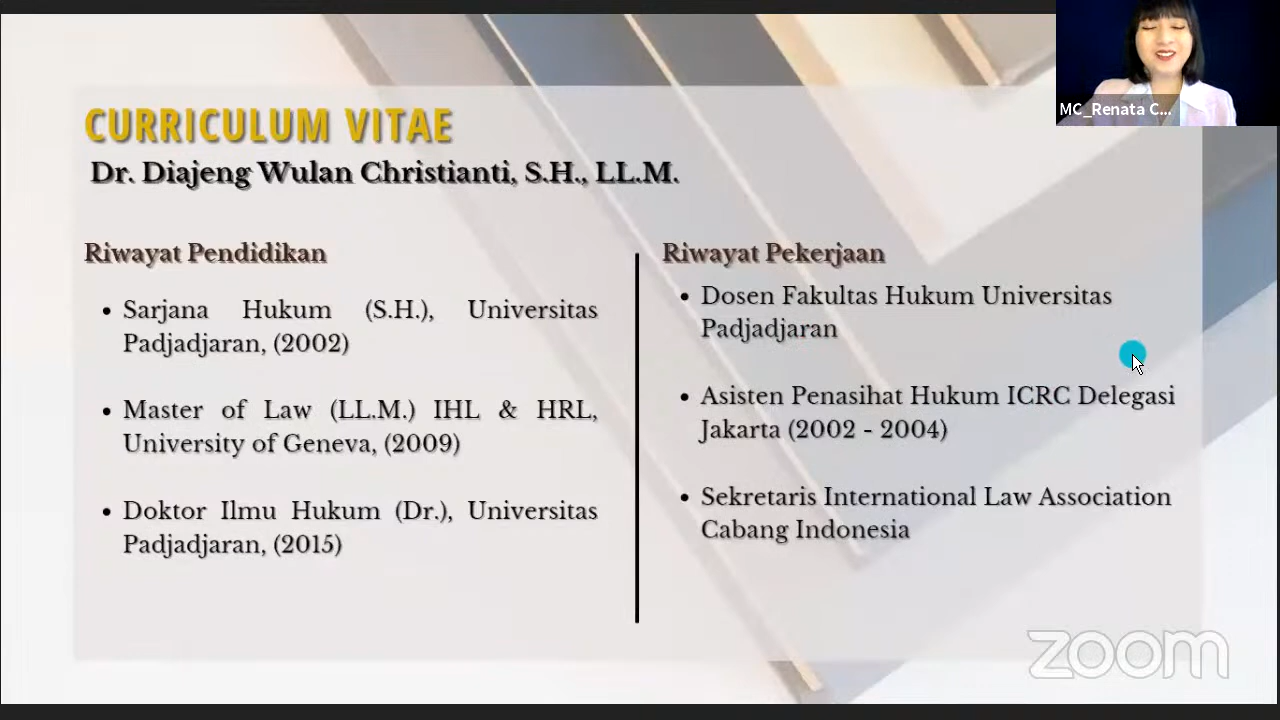 MC_Renata C...
CURRICULUM VITAE
Dr. Diajeng Wulan Christianti, S.H., LL.M.
Riwayat Pendidikan
• Sarjana Hukum (S.H.), Universitas
Padjadjaran, (2002)
• Master of Law (LL.M.) IHL & HRL,
University of Geneva, (2009)
• Doktor Ilmu Hukum (Dr.), Universitas
Padjadjaran, (2015)
Riwayat Pekerjaan
• Dosen Fakultas Hukum Universitas
Padjadjaran
• Asisten Penasihat Hukum ICRC Delegasi
Jakarta (2002 - 2004)
• Sekretaris International Law Association
Cabang Indonesia
zoom